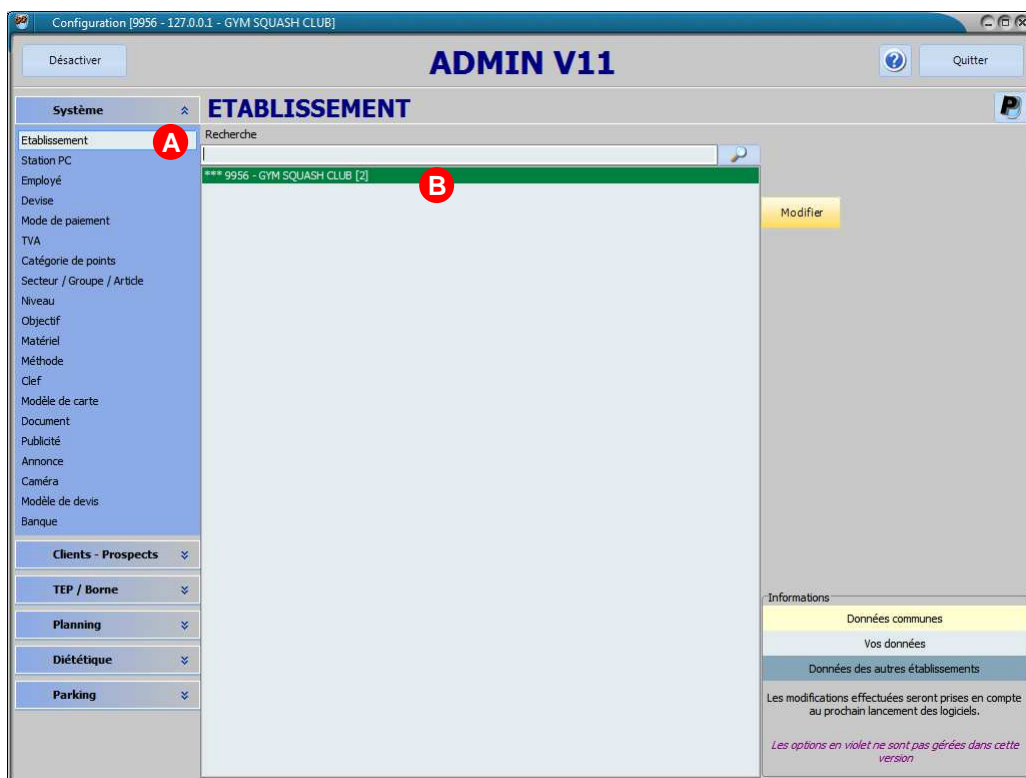 Configuration [9956 - 127.0.0.1 - GYM SQUASH CLUB]
Désactiver
ADMIN V11
?
Quitter
Système
ETABLISSEMENT
P
Etablissement
A
Recherche
Station PC
*** 9956 - GYM SQUASH CLUB [2]
B
Employé
Devise
Mode de paiement
Modifier
TVA
Catégorie de points
Secteur / Groupe / Article
Niveau
Objectif
Matériel
Méthode
Clef
Modèle de carte
Document
Publicité
Annonce
Caméra
Modèle de devis
Banque
Clients - Prospects
TEP / Borne
Planning
Diététique
Parking
Informations
Données communes
Vos données
Données des autres établissements
Les modifications effectuées seront prises en compte
au prochain lancement des logiciels.
Les options en violet ne sont pas gérées dans cette
version